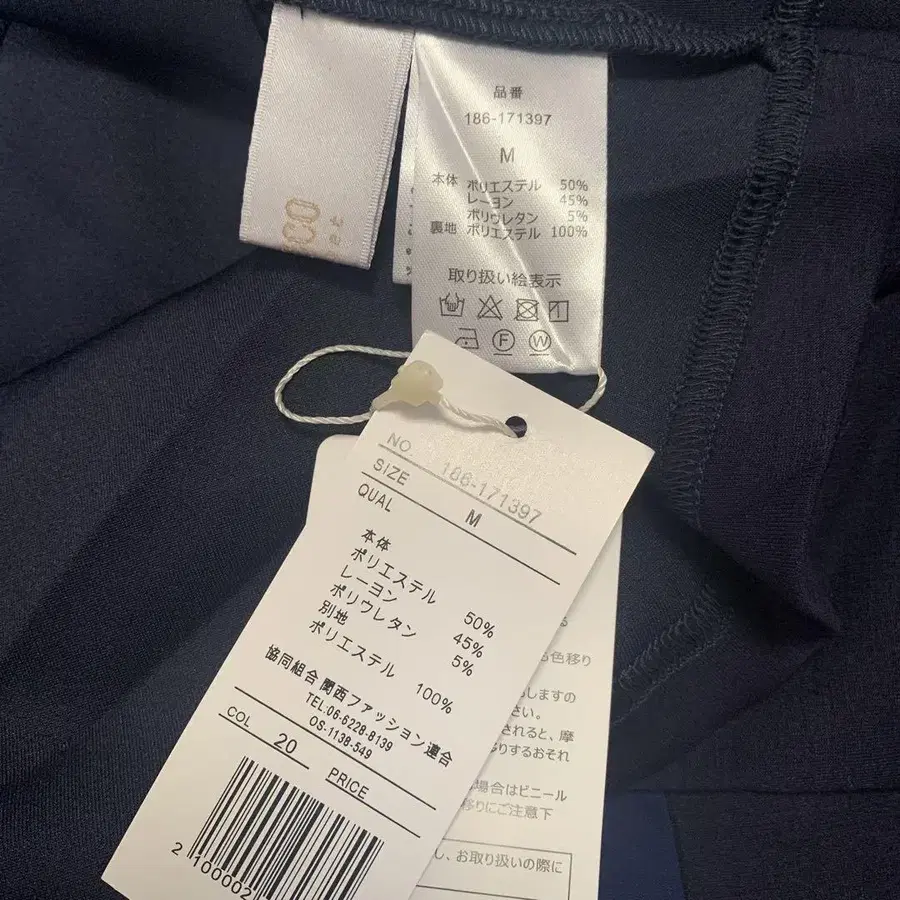 品番
186-171397
M
本体 ポリエステル 50%
レーヨン 45%
ポリウレタン 5%
裏地 ポリエステル 100%
取り扱い絵表示
F W
NO. 186-171397
SIZE M
QUAL
本体
ポリエステル 50%
レーヨン 45%
ポリウレタン 5%
別地
ポリエステル 100%
協同組合 関西ファッション連合
TEL:06-6228-8139
OS-1138-549
COL 20
PRICE
2 100002
る
色移り
しますの
さい。
されると、摩
りするおそれ
場合はビニール
移りにご注意下
し、お取り扱いの際に